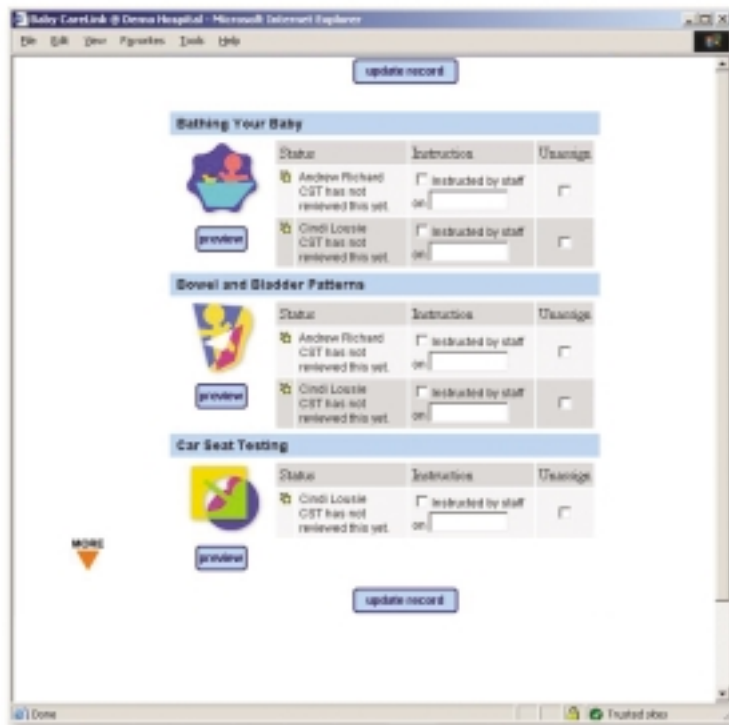 Baby CareLink @ Demo Hospital - Microsoft Internet Explorer
File Edit View Favorites Tools Help
update record
Bathing Your Baby
Status Instruction Unassign
Andrew Richard
CST has not
reviewed this yet.
Instructed by staff
on
preview
Cindi Lousie
CST has not
reviewed this yet.
Instructed by staff
on
Bowel and Bladder Patterns
Status Instruction Unassign
Andrew Richard
CST has not
reviewed this yet.
Instructed by staff
on
preview
Cindi Lousie
CST has not
reviewed this yet.
Instructed by staff
on
Car Seat Testing
Status Instruction Unassign
Cindi Lousie
CST has not
reviewed this yet.
Instructed by staff
on
MORE
preview
update record
Done Trusted sites